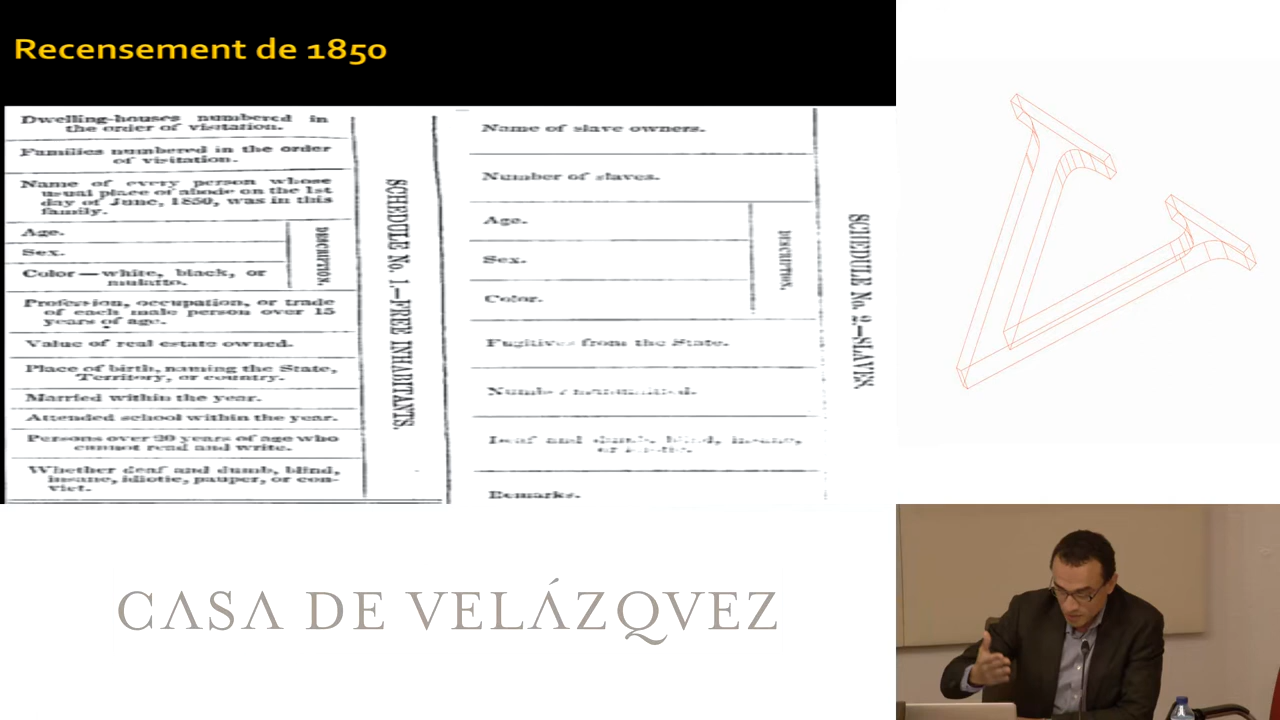 Recensement de 1850
Dwelling-houses numbered in
the order of visitation.
Families numbered in the order
of visitation.
Name of every person whose
usual place of abode on the 1st
day of June, 1850, was in this
family.
Age.
Sex.
Color—white, black, or
mulatto.
DESCRIPTION.
Profession, occupation, or trade
of each male person over 15
years of age.
Value of real estate owned.
Place of birth, naming the State,
Territory, or country.
Married within the year.
Attended school within the year.
Persons over 20 years of age who
cannot read and write.
Whether deaf and dumb, blind,
insane, idiotic, pauper, or con-
vict.
SCHEDULE No. 1.—FREE INHABITANTS.
Name of slave owners.
Number of slaves.
Age.
Sex.
Color.
DESCRIPTION.
Fugitives from the State.
Number
Deaf and dumb, blind, insane,
Remarks.
SCHEDULE No. 2.—SLAVES.
CASA DE VELÁZQVEZ